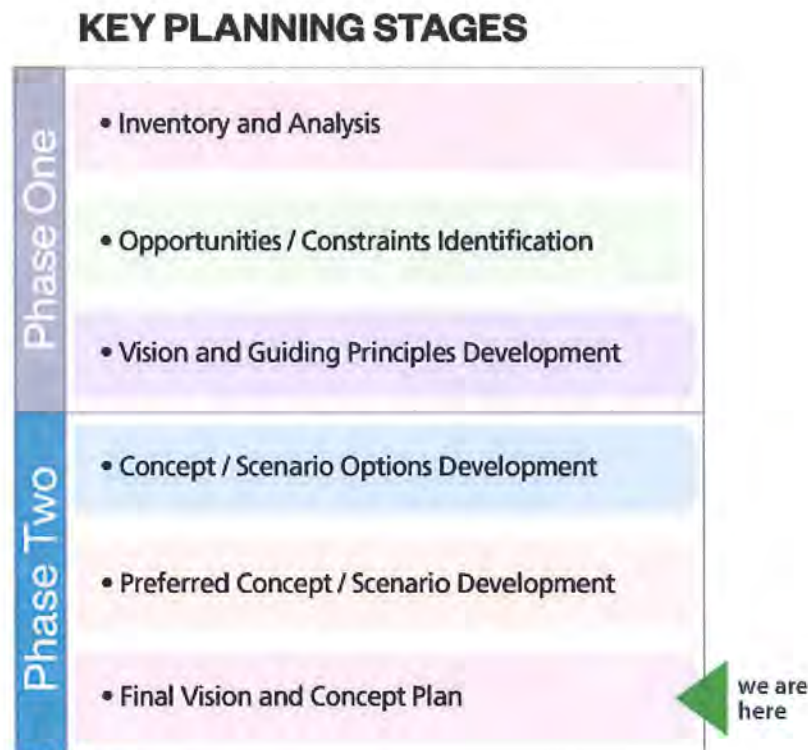 KEY PLANNING STAGES
Phase One
• Inventory and Analysis
• Opportunities / Constraints Identification
• Vision and Guiding Principles Development
Phase Two
• Concept / Scenario Options Development
• Preferred Concept / Scenario Development
• Final Vision and Concept Plan
we are
here